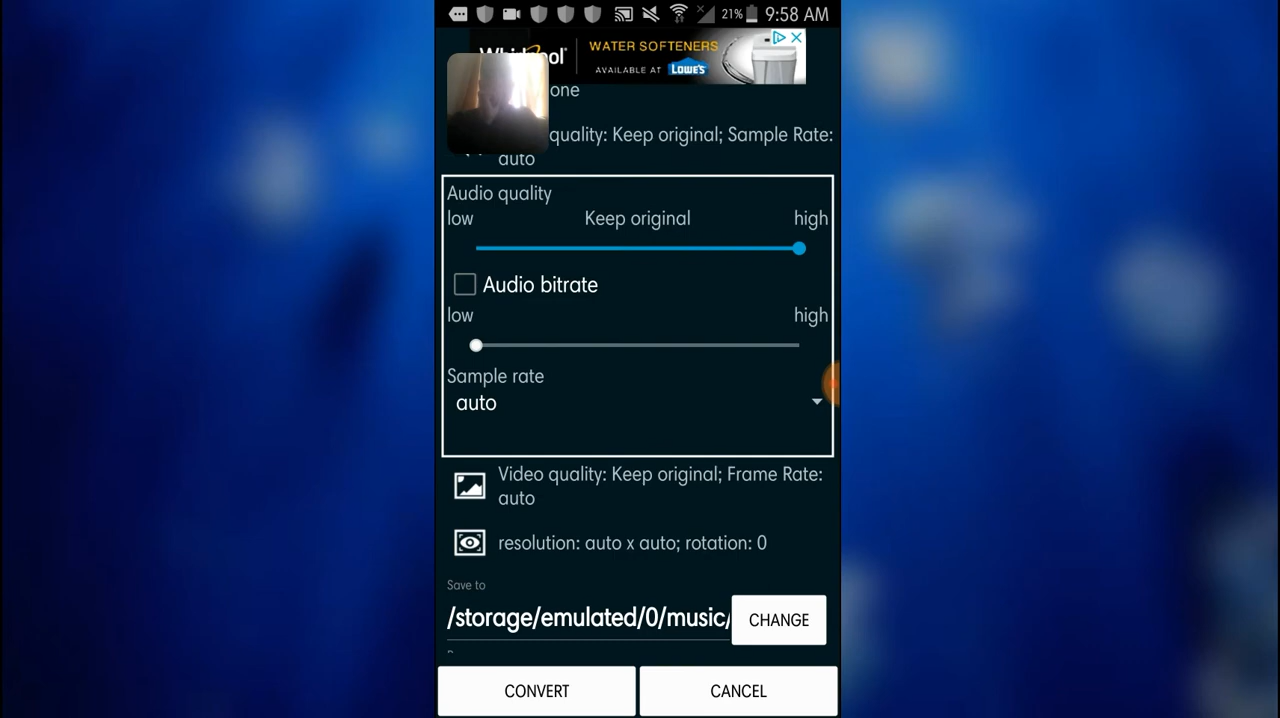 21% 9:58 AM
WATER SOFTENERS
AVAILABLE AT LOWE'S
one
quality: Keep original; Sample Rate:
auto
Audio quality
low Keep original high
Audio bitrate
low high
Sample rate
auto
Video quality: Keep original; Frame Rate:
auto
resolution: auto x auto; rotation: 0
Save to
/storage/emulated/0/music/
CHANGE
CONVERT CANCEL